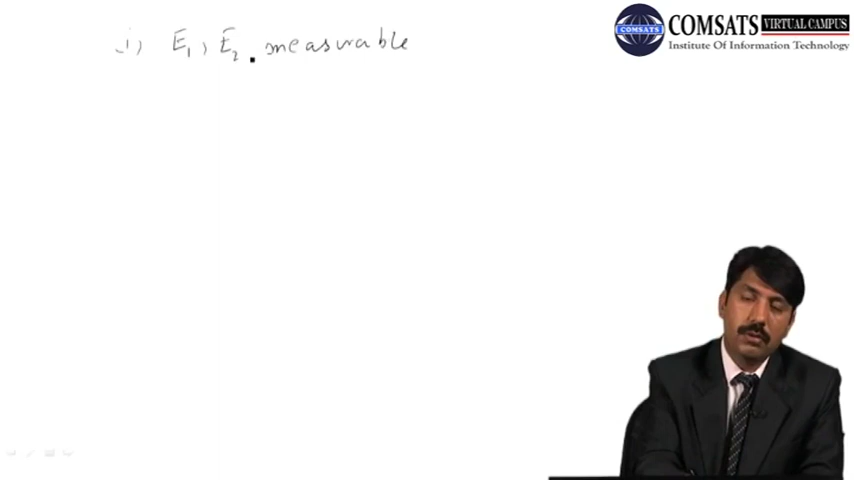 i) E₁, E₂ measurable
COMSATS VIRTUAL CAMPUS
Institute Of Information Technology
COMSATS